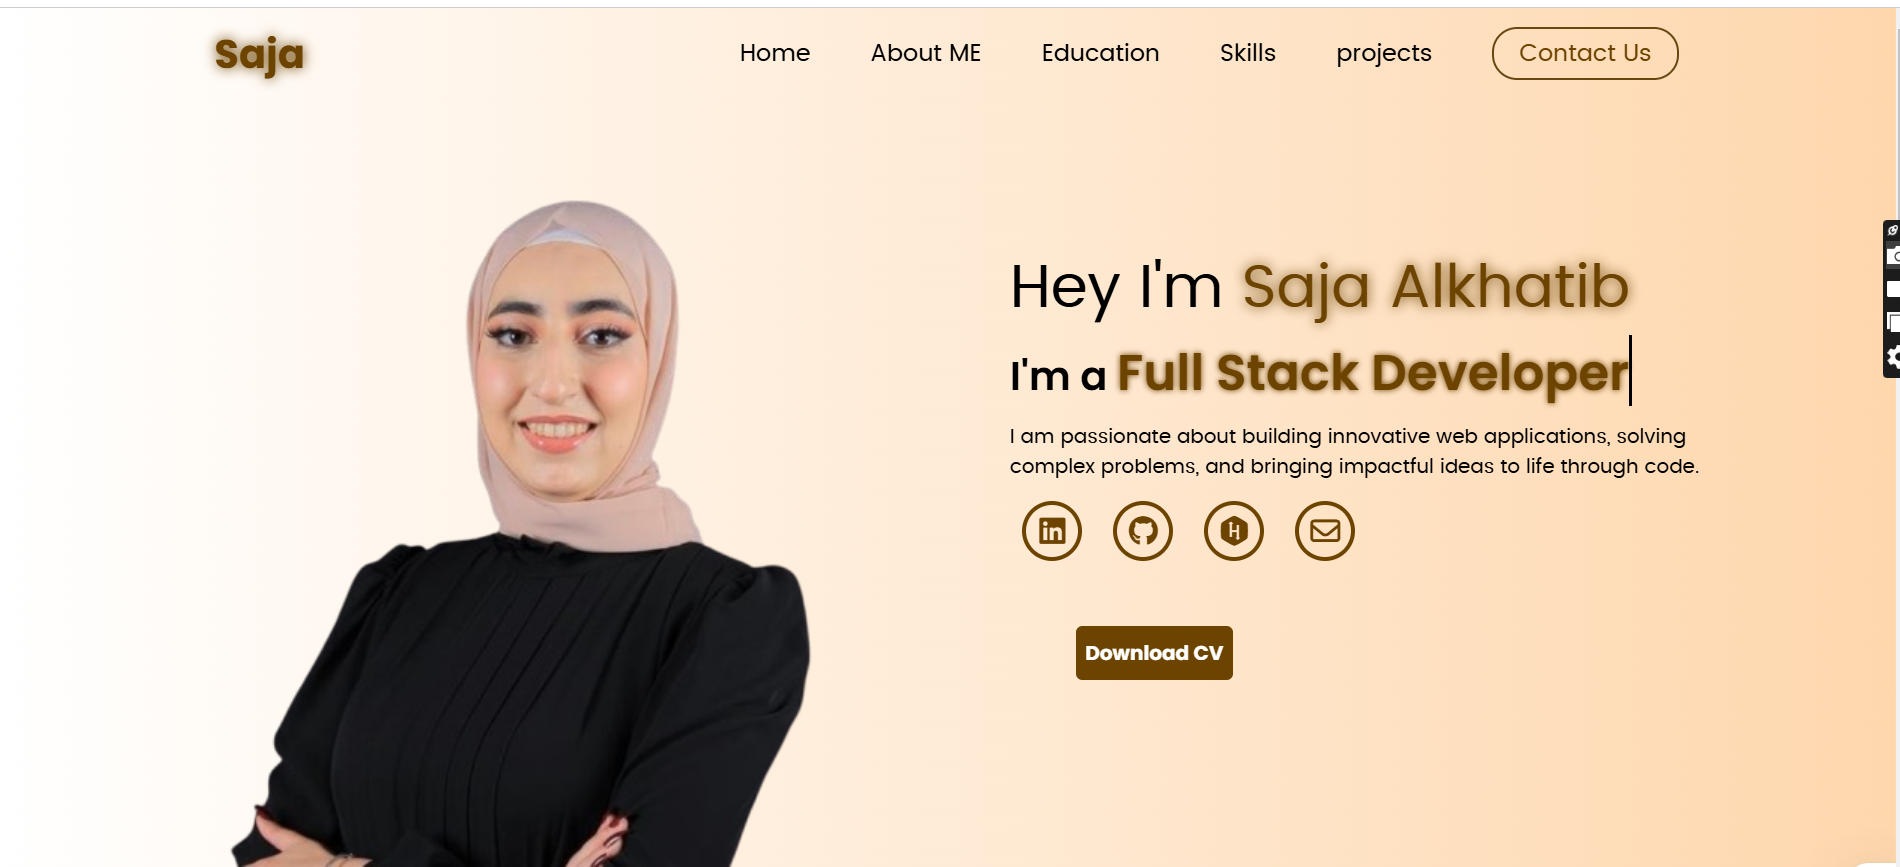 Saja
Home About ME Education Skills projects Contact Us
Hey I'm Saja Alkhatib
I'm a Full Stack Developer
I am passionate about building innovative web applications, solving
complex problems, and bringing impactful ideas to life through code.
Download CV